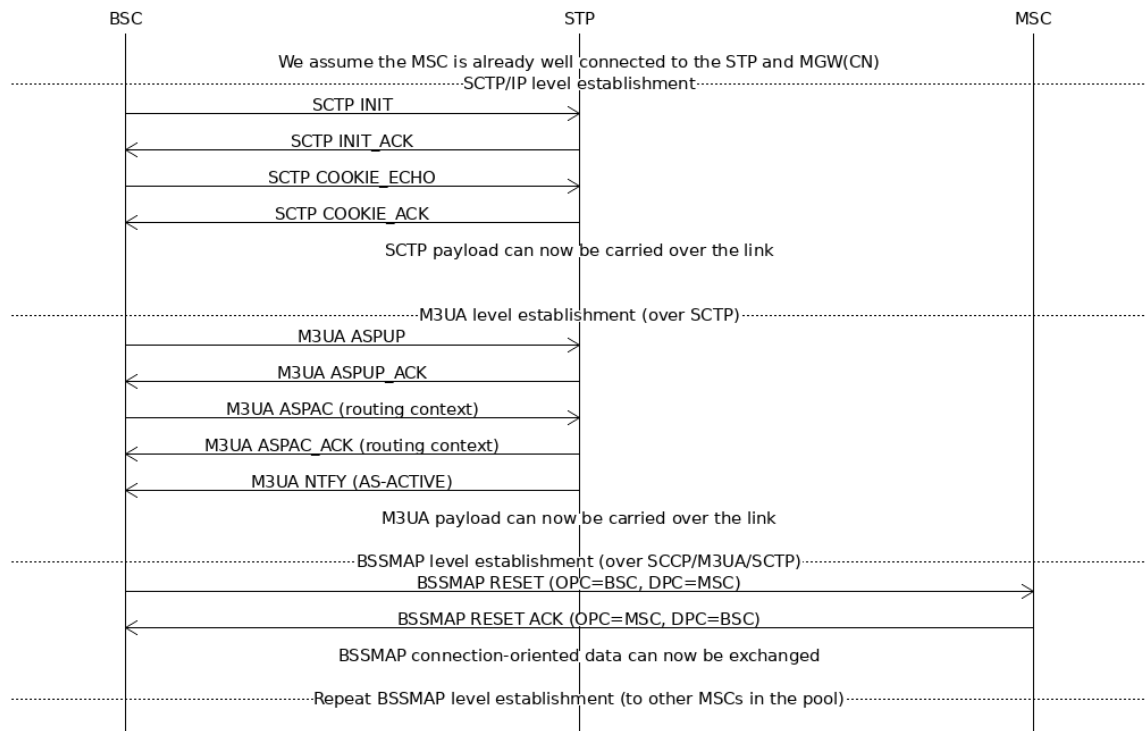 BSC STP MSC
We assume the MSC is already well connected to the STP and MGW(CN)
SCTP/IP level establishment
SCTP INIT
SCTP INIT_ACK
SCTP COOKIE_ECHO
SCTP COOKIE_ACK
SCTP payload can now be carried over the link
M3UA level establishment (over SCTP)
M3UA ASPUP
M3UA ASPUP_ACK
M3UA ASPAC (routing context)
M3UA ASPAC_ACK (routing context)
M3UA NTFY (AS-ACTIVE)
M3UA payload can now be carried over the link
BSSMAP level establishment (over SCCP/M3UA/SCTP)
BSSMAP RESET (OPC=BSC, DPC=MSC)
BSSMAP RESET ACK (OPC=MSC, DPC=BSC)
BSSMAP connection-oriented data can now be exchanged
Repeat BSSMAP level establishment (to other MSCs in the pool)